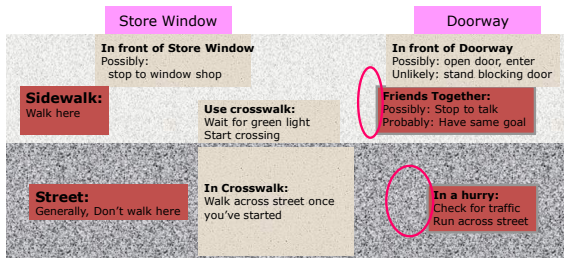 Store Window
Doorway
In front of Store Window
Possibly:
stop to window shop
In front of Doorway
Possibly: open door, enter
Unlikely: stand blocking door
Sidewalk:
Walk here
Use crosswalk:
Wait for green light
Start crossing
Friends Together:
Possibly: Stop to talk
Probably: Have same goal
Street:
Generally, Don't walk here
In Crosswalk:
Walk across street once
you've started
In a hurry:
Check for traffic
Run across street